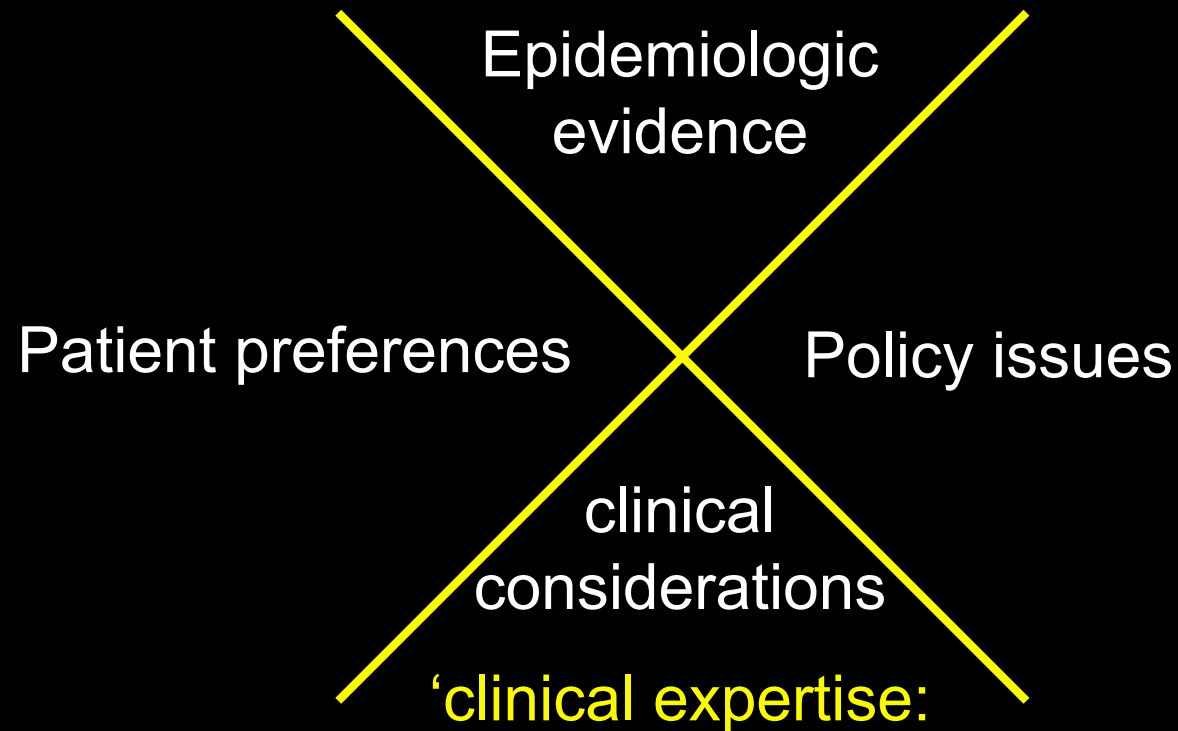 Epidemiologic
evidence
Patient preferences
Policy issues
clinical
considerations
‘clinical expertise: